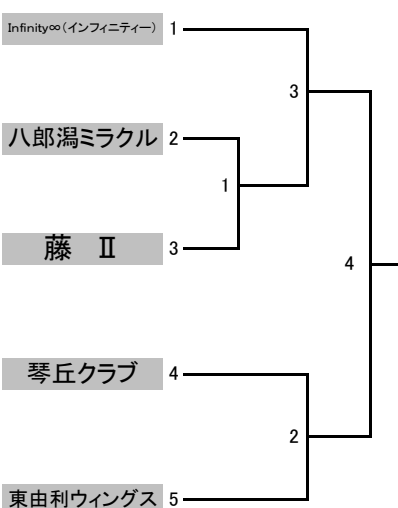 Infinity∞(インフィニティー) 1
3
八郎潟ミラクル 2
1
藤 Ⅱ 3
4
琴丘クラブ 4
2
東由利ウィングス 5